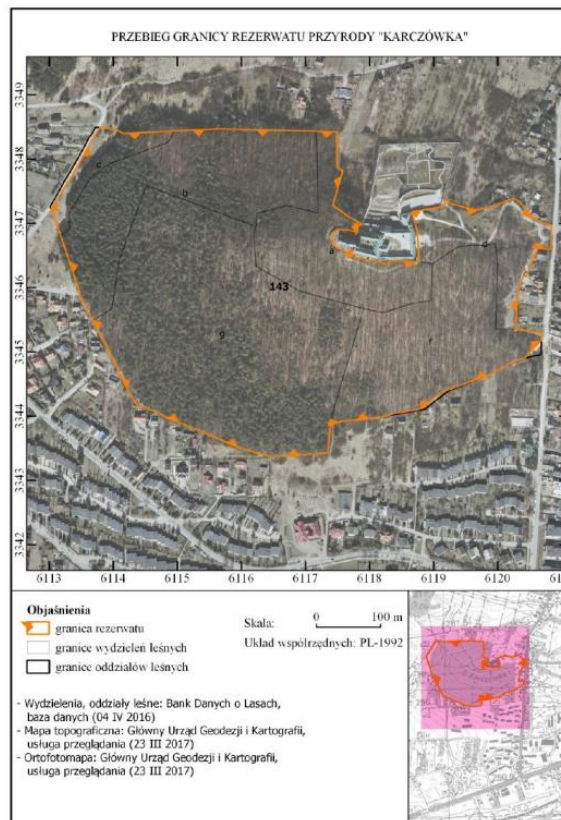 PRZEBIEG GRANICY REZERWATU PRZYRODY "KARCZÓWKA"
3349
3348
3347
3346
3345
3344
3343
3342
c
b
a
d
143
g
f
6113 6114 6115 6116 6117 6118 6119 6120
Objaśnienia
granica rezerwatu
granice wydzieleń leśnych
granice oddziałów leśnych
Skala: 0 100 m
Układ współrzędnych: PL-1992
- Wydzielenia, oddziały leśne: Bank Danych o Lasach,
baza danych (04 IV 2016)
- Mapa topograficzna: Główny Urząd Geodezji i Kartografii,
usługa przeglądania (23 III 2017)
- Ortofotomapa: Główny Urząd Geodezji i Kartografii,
usługa przeglądania (23 III 2017)